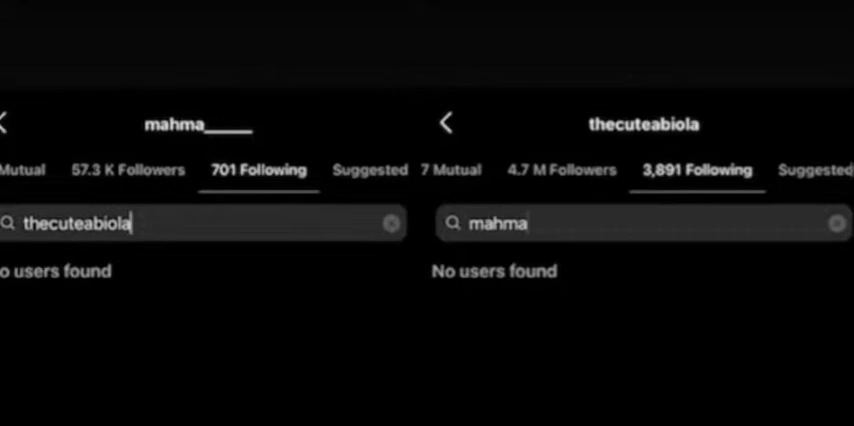 mahma_____
Mutual 57.3 K Followers 701 Following Suggested
thecuteabiola
o users found
thecuteabiola
7 Mutual 4.7 M Followers 3,891 Following Suggested
mahma
No users found